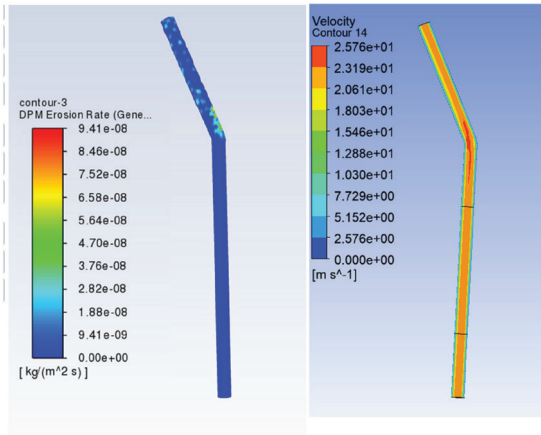 contour-3
DPM Erosion Rate (Gene...
9.41e-08
8.46e-08
7.52e-08
6.58e-08
5.64e-08
4.70e-08
3.76e-08
2.82e-08
1.88e-08
9.41e-09
0.00e+00
[ kg/(m^2 s) ]
Velocity
Contour 14
2.576e+01
2.319e+01
2.061e+01
1.803e+01
1.546e+01
1.288e+01
1.030e+01
7.729e+00
5.152e+00
2.576e+00
0.000e+00
[m s^-1]